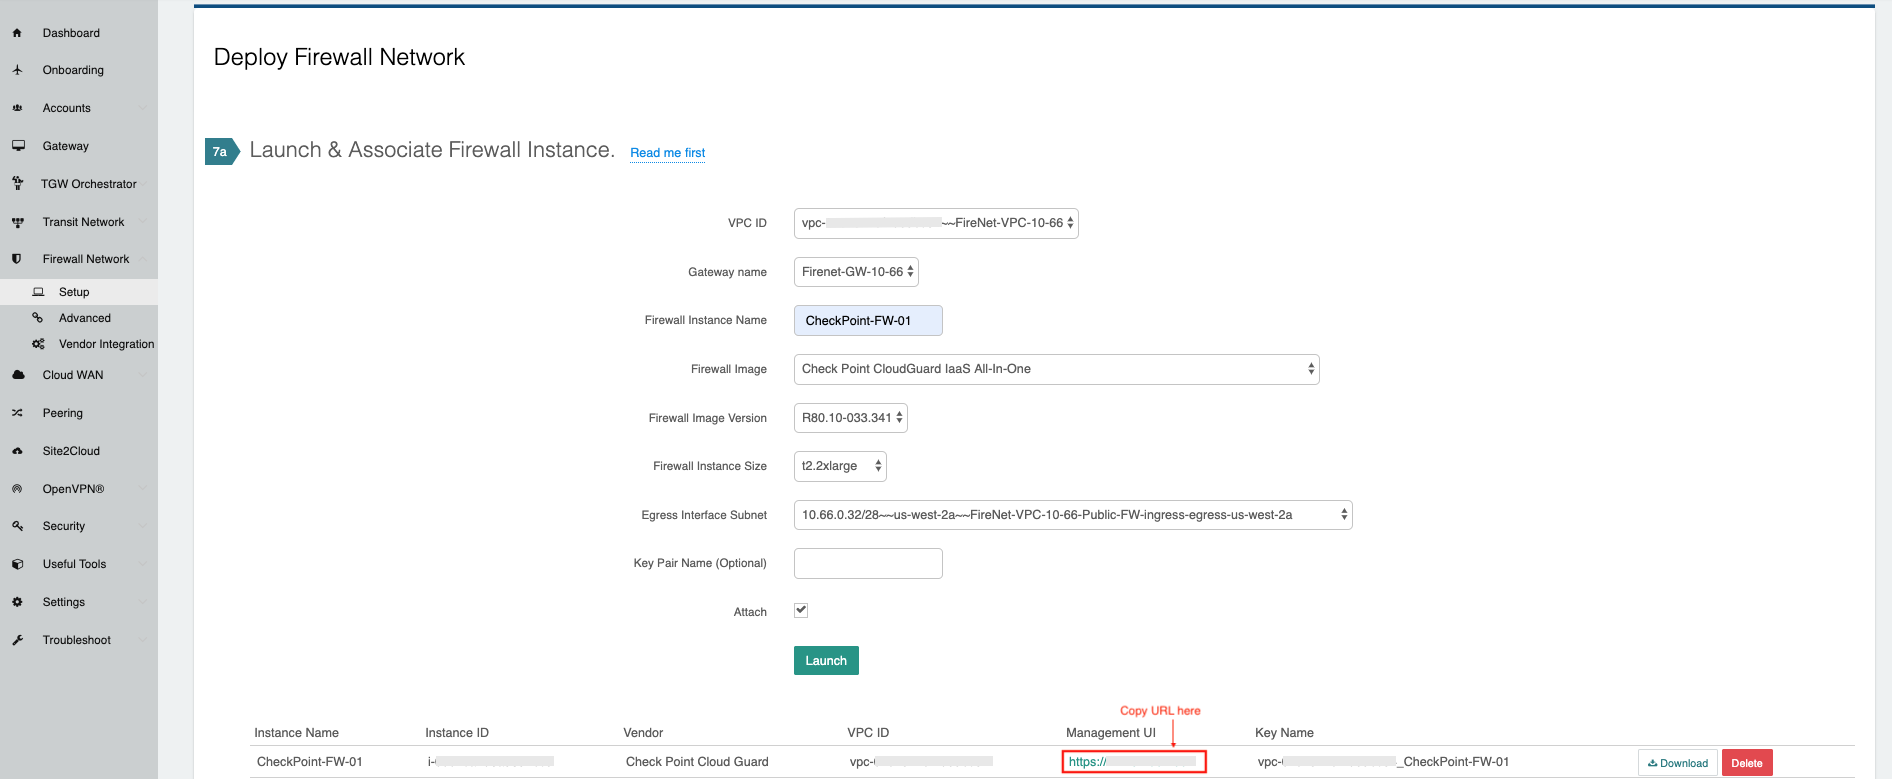 Dashboard
Onboarding
Accounts
Gateway
TGW Orchestrator
Transit Network
Firewall Network
Setup
Advanced
Vendor Integration
Cloud WAN
Peering
Site2Cloud
OpenVPN®
Security
Useful Tools
Settings
Troubleshoot
Deploy Firewall Network
7a Launch & Associate Firewall Instance. Read me first
VPC ID vpc- ~~FireNet-VPC-10-66
Gateway name Firenet-GW-10-66
Firewall Instance Name CheckPoint-FW-01
Firewall Image Check Point CloudGuard IaaS All-In-One
Firewall Image Version R80.10-033.341
Firewall Instance Size t2.2xlarge
Egress Interface Subnet 10.66.0.32/28~~us-west-2a~~FireNet-VPC-10-66-Public-FW-ingress-egress-us-west-2a
Key Pair Name (Optional)
Attach
Launch
Copy URL here
Instance Name Instance ID Vendor VPC ID Management UI Key Name
CheckPoint-FW-01 i- Check Point Cloud Guard vpc- https:// vpc- _CheckPoint-FW-01 Download Delete